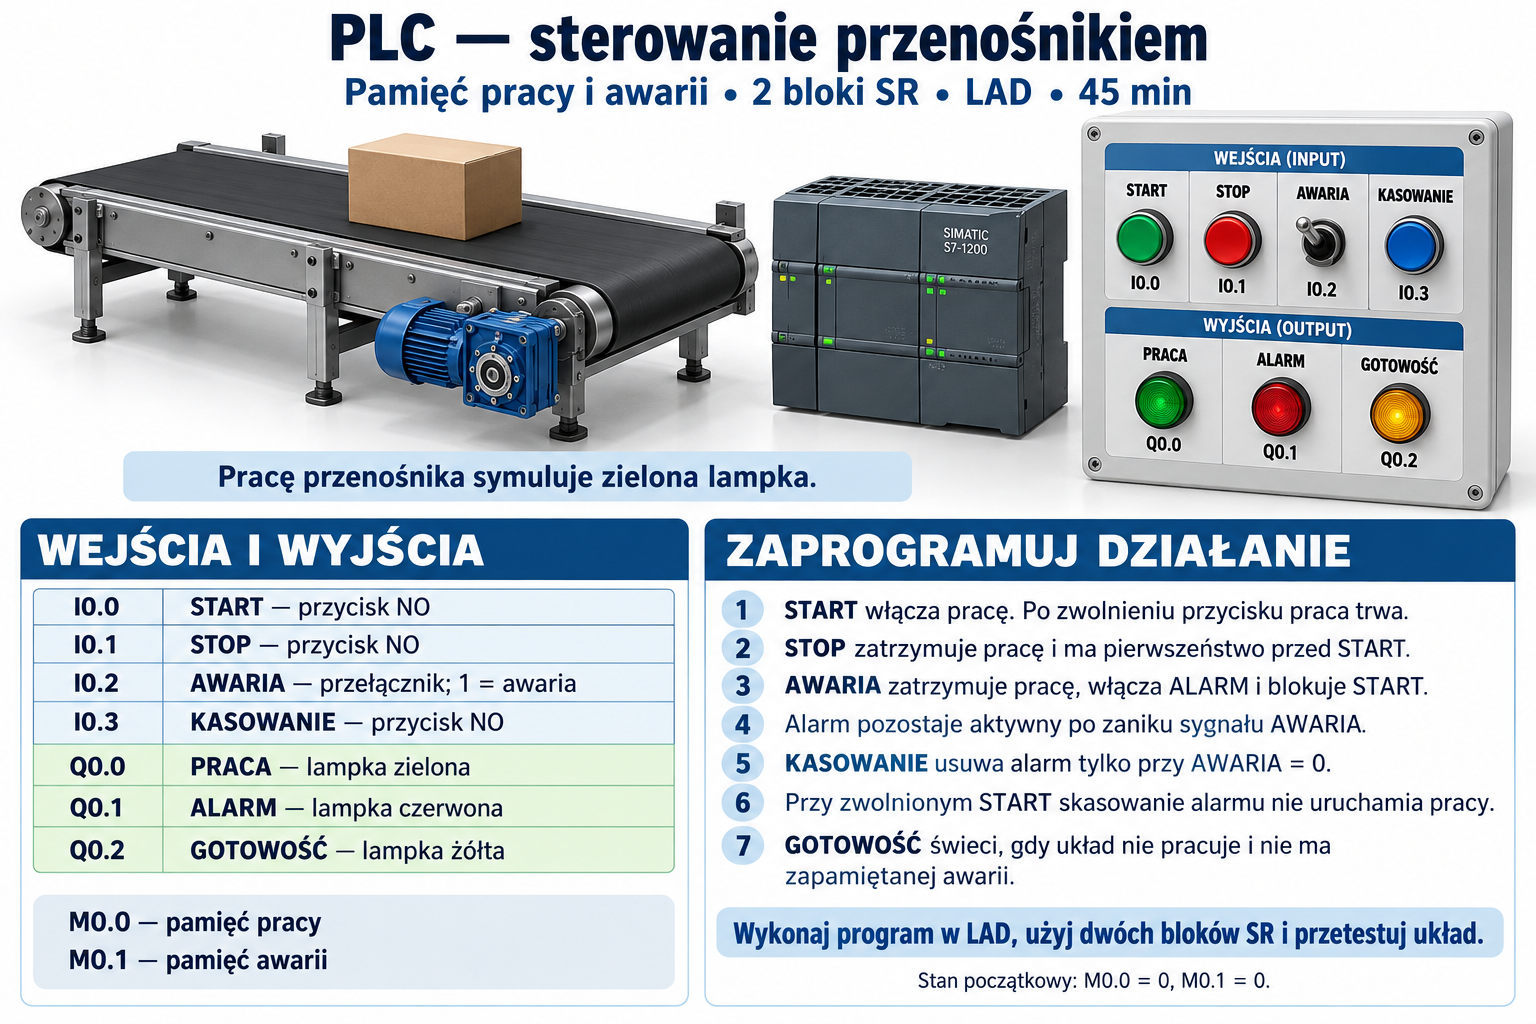 PLC — sterowanie przenośnikiem
Pamięć pracy i awarii • 2 bloki SR • LAD • 45 min
SIMATIC
S7-1200
WEJŚCIA (INPUT)
START
STOP
AWARIA
KASOWANIE
I0.0
I0.1
I0.2
I0.3
WYJŚCIA (OUTPUT)
PRACA
ALARM
GOTOWOŚĆ
Q0.0
Q0.1
Q0.2
Pracę przenośnika symuluje zielona lampka.
WEJŚCIA I WYJŚCIA
I0.0 START — przycisk NO
I0.1 STOP — przycisk NO
I0.2 AWARIA — przełącznik; 1 = awaria
I0.3 KASOWANIE — przycisk NO
Q0.0 PRACA — lampka zielona
Q0.1 ALARM — lampka czerwona
Q0.2 GOTOWOŚĆ — lampka żółta
M0.0 — pamięć pracy
M0.1 — pamięć awarii
ZAPROGRAMUJ DZIAŁANIE
1 START włącza pracę. Po zwolnieniu przycisku praca trwa.
2 STOP zatrzymuje pracę i ma pierwszeństwo przed START.
3 AWARIA zatrzymuje pracę, włącza ALARM i blokuje START.
4 Alarm pozostaje aktywny po zaniku sygnału AWARIA.
5 KASOWANIE usuwa alarm tylko przy AWARIA = 0.
6 Przy zwolnionym START skasowanie alarmu nie uruchamia pracy.
7 GOTOWOŚĆ świeci, gdy układ nie pracuje i nie ma
zapamiętanej awarii.
Wykonaj program w LAD, użyj dwóch bloków SR i przetestuj układ.
Stan początkowy: M0.0 = 0, M0.1 = 0.